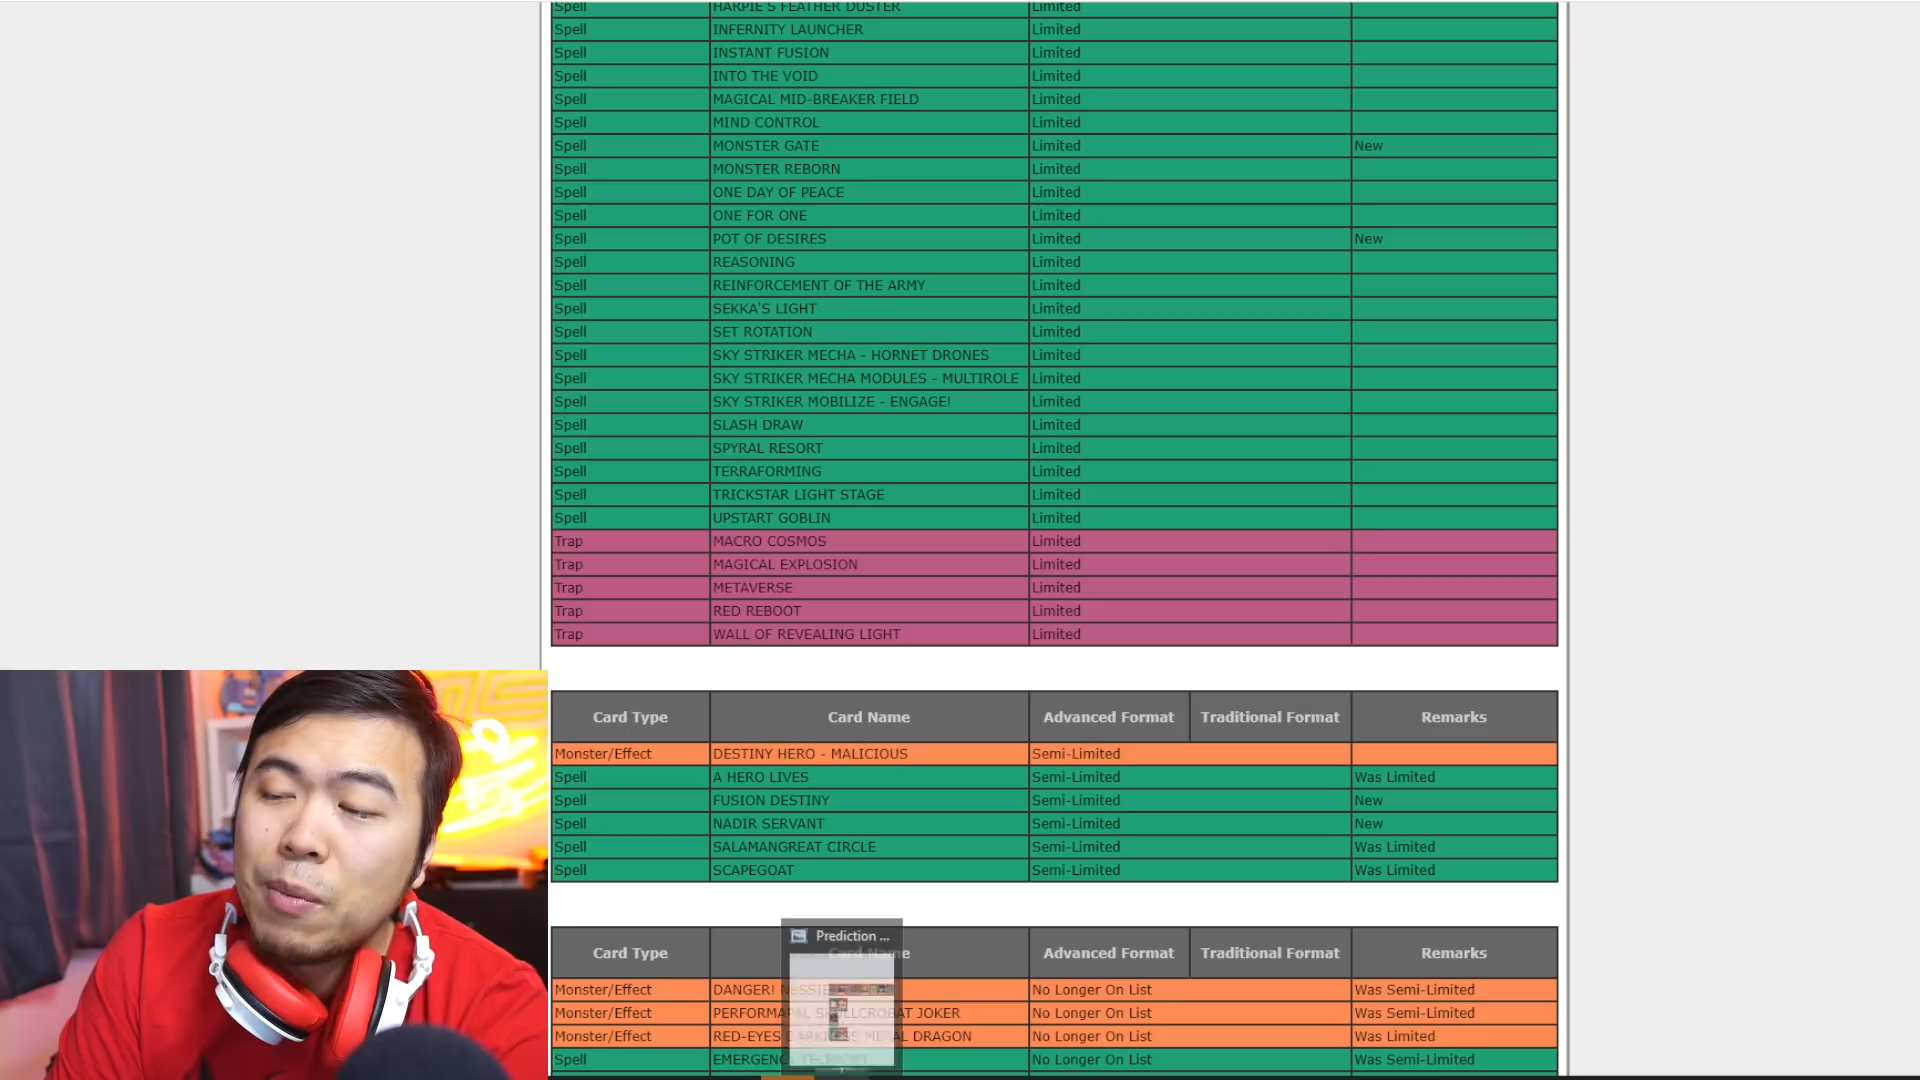 Spell HARPIE'S FEATHER DUSTER Limited
Spell INFERNITY LAUNCHER Limited
Spell INSTANT FUSION Limited
Spell INTO THE VOID Limited
Spell MAGICAL MID-BREAKER FIELD Limited
Spell MIND CONTROL Limited
Spell MONSTER GATE Limited New
Spell MONSTER REBORN Limited
Spell ONE DAY OF PEACE Limited
Spell ONE FOR ONE Limited
Spell POT OF DESIRES Limited New
Spell REASONING Limited
Spell REINFORCEMENT OF THE ARMY Limited
Spell SEKKA'S LIGHT Limited
Spell SET ROTATION Limited
Spell SKY STRIKER MECHA - HORNET DRONES Limited
Spell SKY STRIKER MECHA MODULES - MULTIROLE Limited
Spell SKY STRIKER MOBILIZE - ENGAGE! Limited
Spell SLASH DRAW Limited
Spell SPYRAL RESORT Limited
Spell TERRAFORMING Limited
Spell TRICKSTAR LIGHT STAGE Limited
Spell UPSTART GOBLIN Limited
Trap MACRO COSMOS Limited
Trap MAGICAL EXPLOSION Limited
Trap METAVERSE Limited
Trap RED REBOOT Limited
Trap WALL OF REVEALING LIGHT Limited
Card Type Card Name Advanced Format Traditional Format Remarks
Monster/Effect DESTINY HERO - MALICIOUS Semi-Limited
Spell A HERO LIVES Semi-Limited Was Limited
Spell FUSION DESTINY Semi-Limited New
Spell NADIR SERVANT Semi-Limited New
Spell SALAMANGREAT CIRCLE Semi-Limited Was Limited
Spell SCAPEGOAT Semi-Limited Was Limited
Prediction ...
Card Type Card Name Advanced Format Traditional Format Remarks
Monster/Effect DANGER! NESSIE No Longer On List Was Semi-Limited
Monster/Effect PERFORMAPAL SKULLCROBAT JOKER No Longer On List Was Semi-Limited
Monster/Effect RED-EYES DARKNESS METAL DRAGON No Longer On List Was Limited
Spell No Longer On List Was Semi-Limited